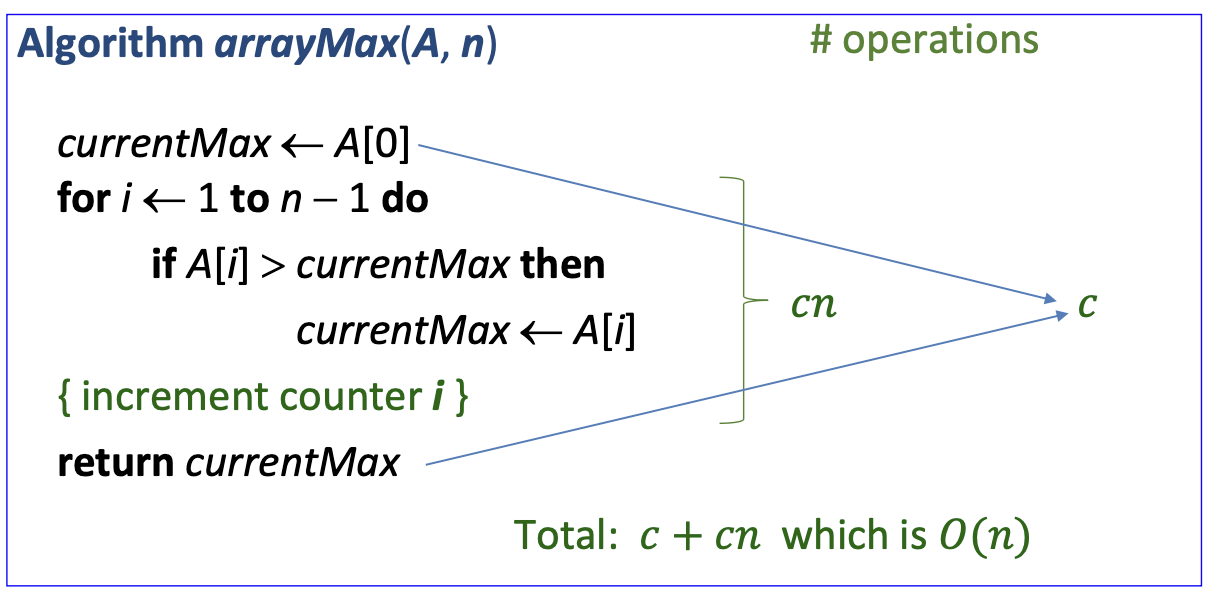 Algorithm arrayMax(A, n)
# operations
currentMax ← A[0]
for i ← 1 to n − 1 do
if A[i] > currentMax then
currentMax ← A[i]
{ increment counter i }
return currentMax
cn
c
Total: c + cn which is O(n)